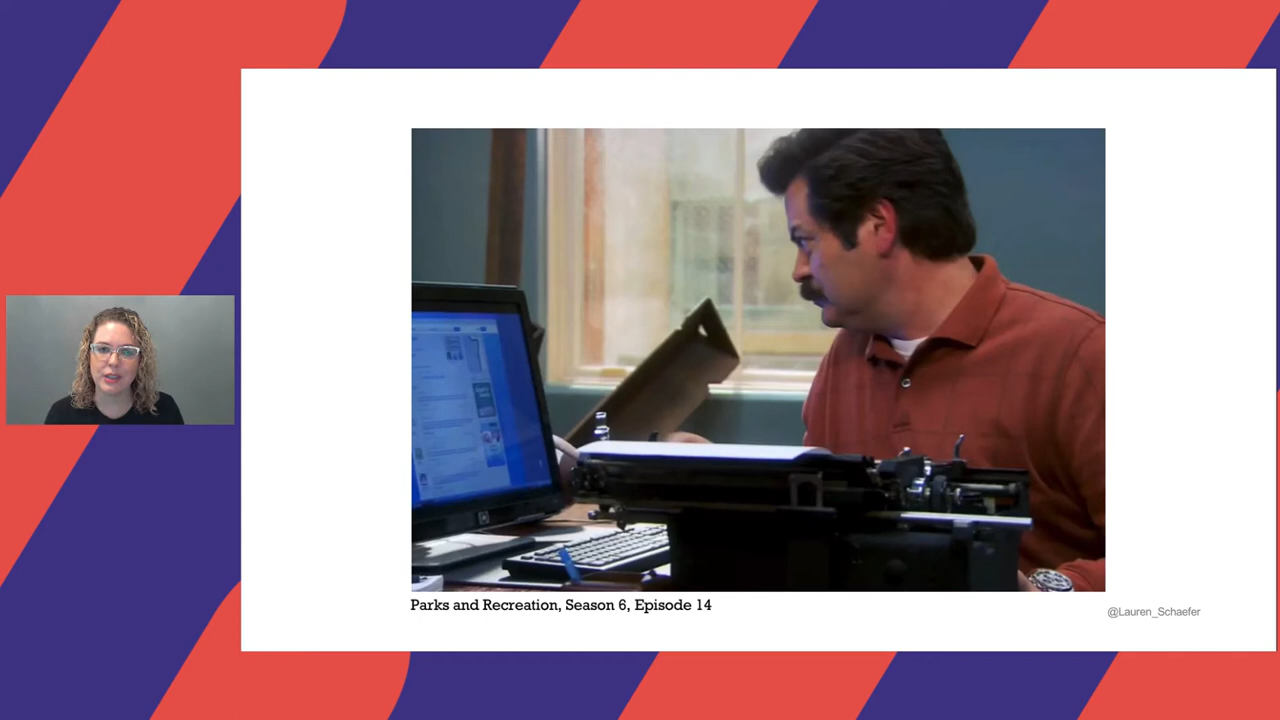 Parks and Recreation, Season 6, Episode 14
@Lauren_Schaefer